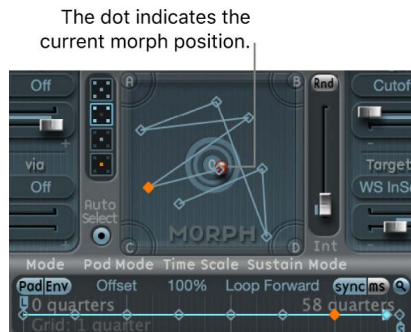 The dot indicates the
current morph position.
Off
A
B
Rnd
Cutof
via
Off
Auto
Select
Target
WS InSe
C
MORPH
D
Int
Mode Pad Mode Time Scale Sustain Mode
Pad Env Offset 100% Loop Forward sync ms
L 0 quarters 58 quarters
Grid: 1 quarter